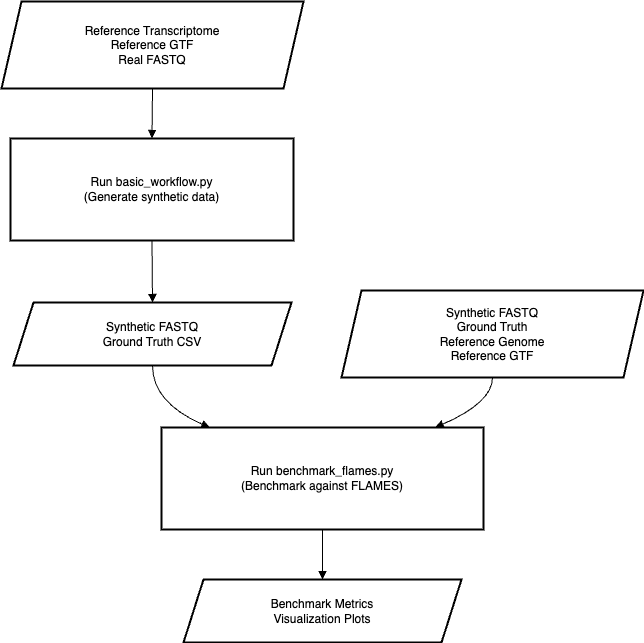 Reference Transcriptome
Reference GTF
Real FASTQ
Run basic_workflow.py
(Generate synthetic data)
Synthetic FASTQ
Ground Truth CSV
Synthetic FASTQ
Ground Truth
Reference Genome
Reference GTF
Run benchmark_flames.py
(Benchmark against FLAMES)
Benchmark Metrics
Visualization Plots